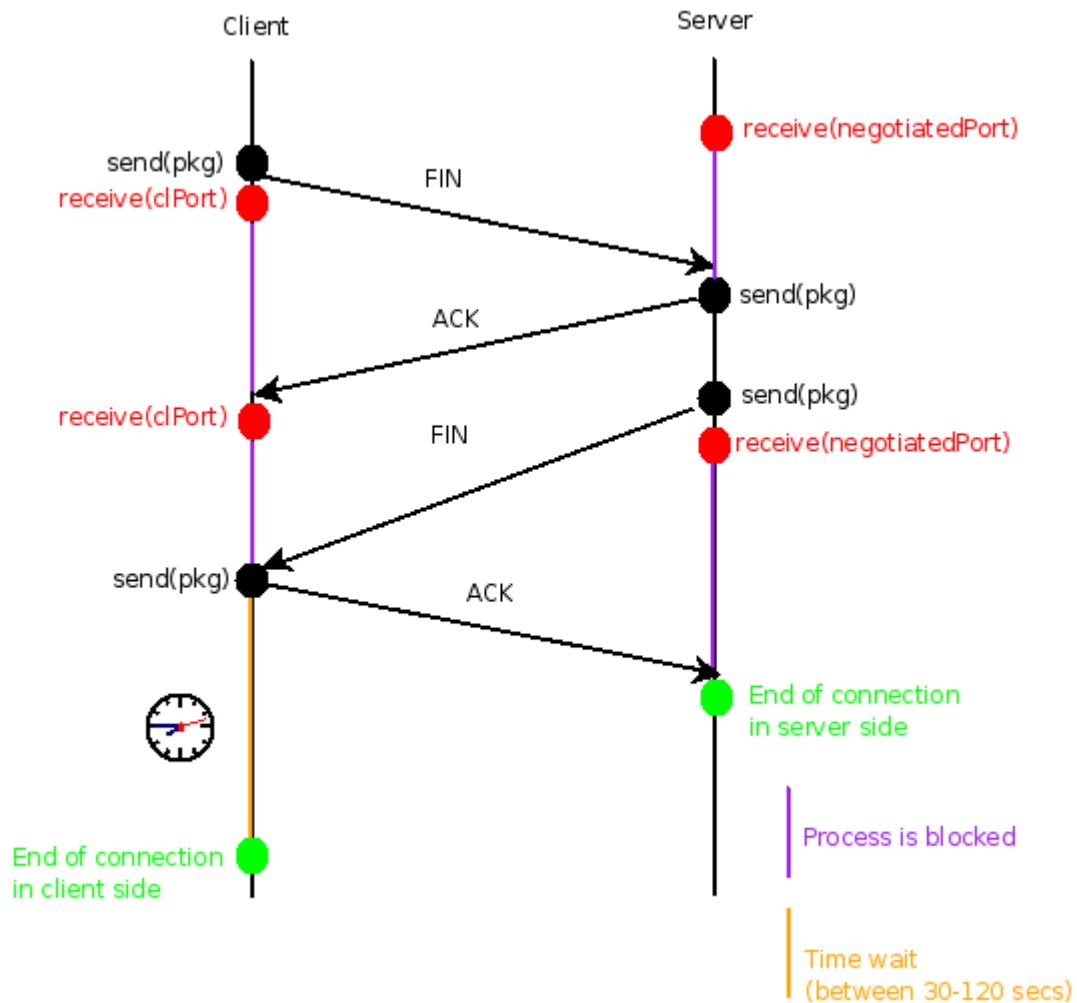 Client
Server
receive(negotiatedPort)
send(pkg)
FIN
receive(clPort)
send(pkg)
ACK
send(pkg)
receive(clPort)
FIN
receive(negotiatedPort)
send(pkg)
ACK
End of connection
in server side
Process is blocked
End of connection
in client side
Time wait
(between 30-120 secs)